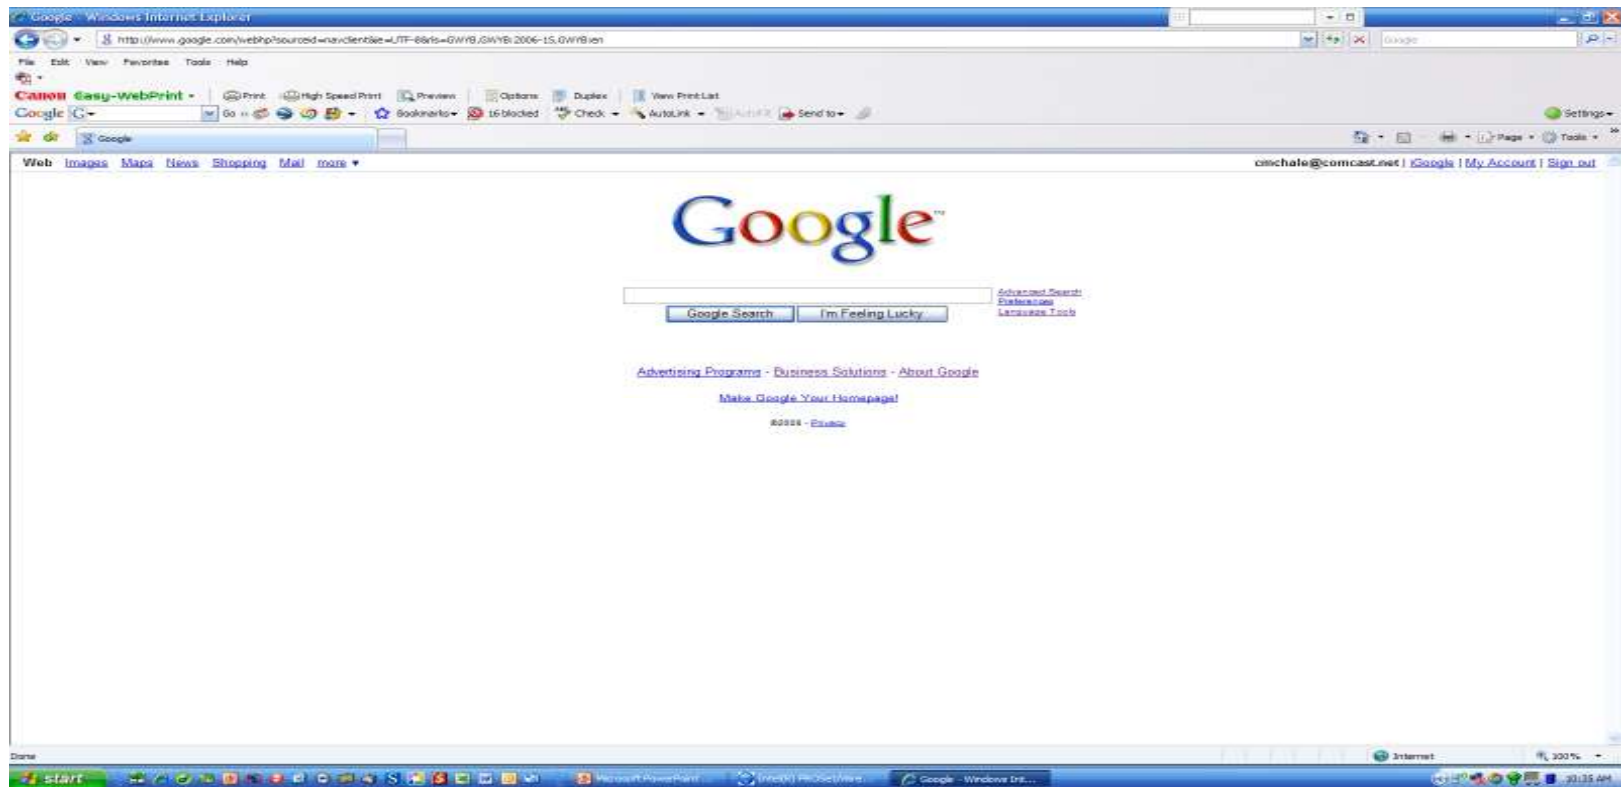 Google - Windows Internet Explorer
Google
File Edit View Favorites Tools Help
Canon Easy-WebPrint Print High Speed Print Preview Options Duplex View Print List
Google G Go Bookmarks 16 blocked Check AutoLink AutoFill Send to Settings
Google Page Tools
Web Images Maps News Shopping Mail more cmchale@comcast.net | iGoogle | My Account | Sign out
Google™
Advanced Search
Preferences
Language Tools
Google Search I'm Feeling Lucky
Advertising Programs - Business Solutions - About Google
Make Google Your Homepage!
Privacy
Done Internet 100%
start Microsoft PowerPoint ... Google - Windows Int... 10:35 AM